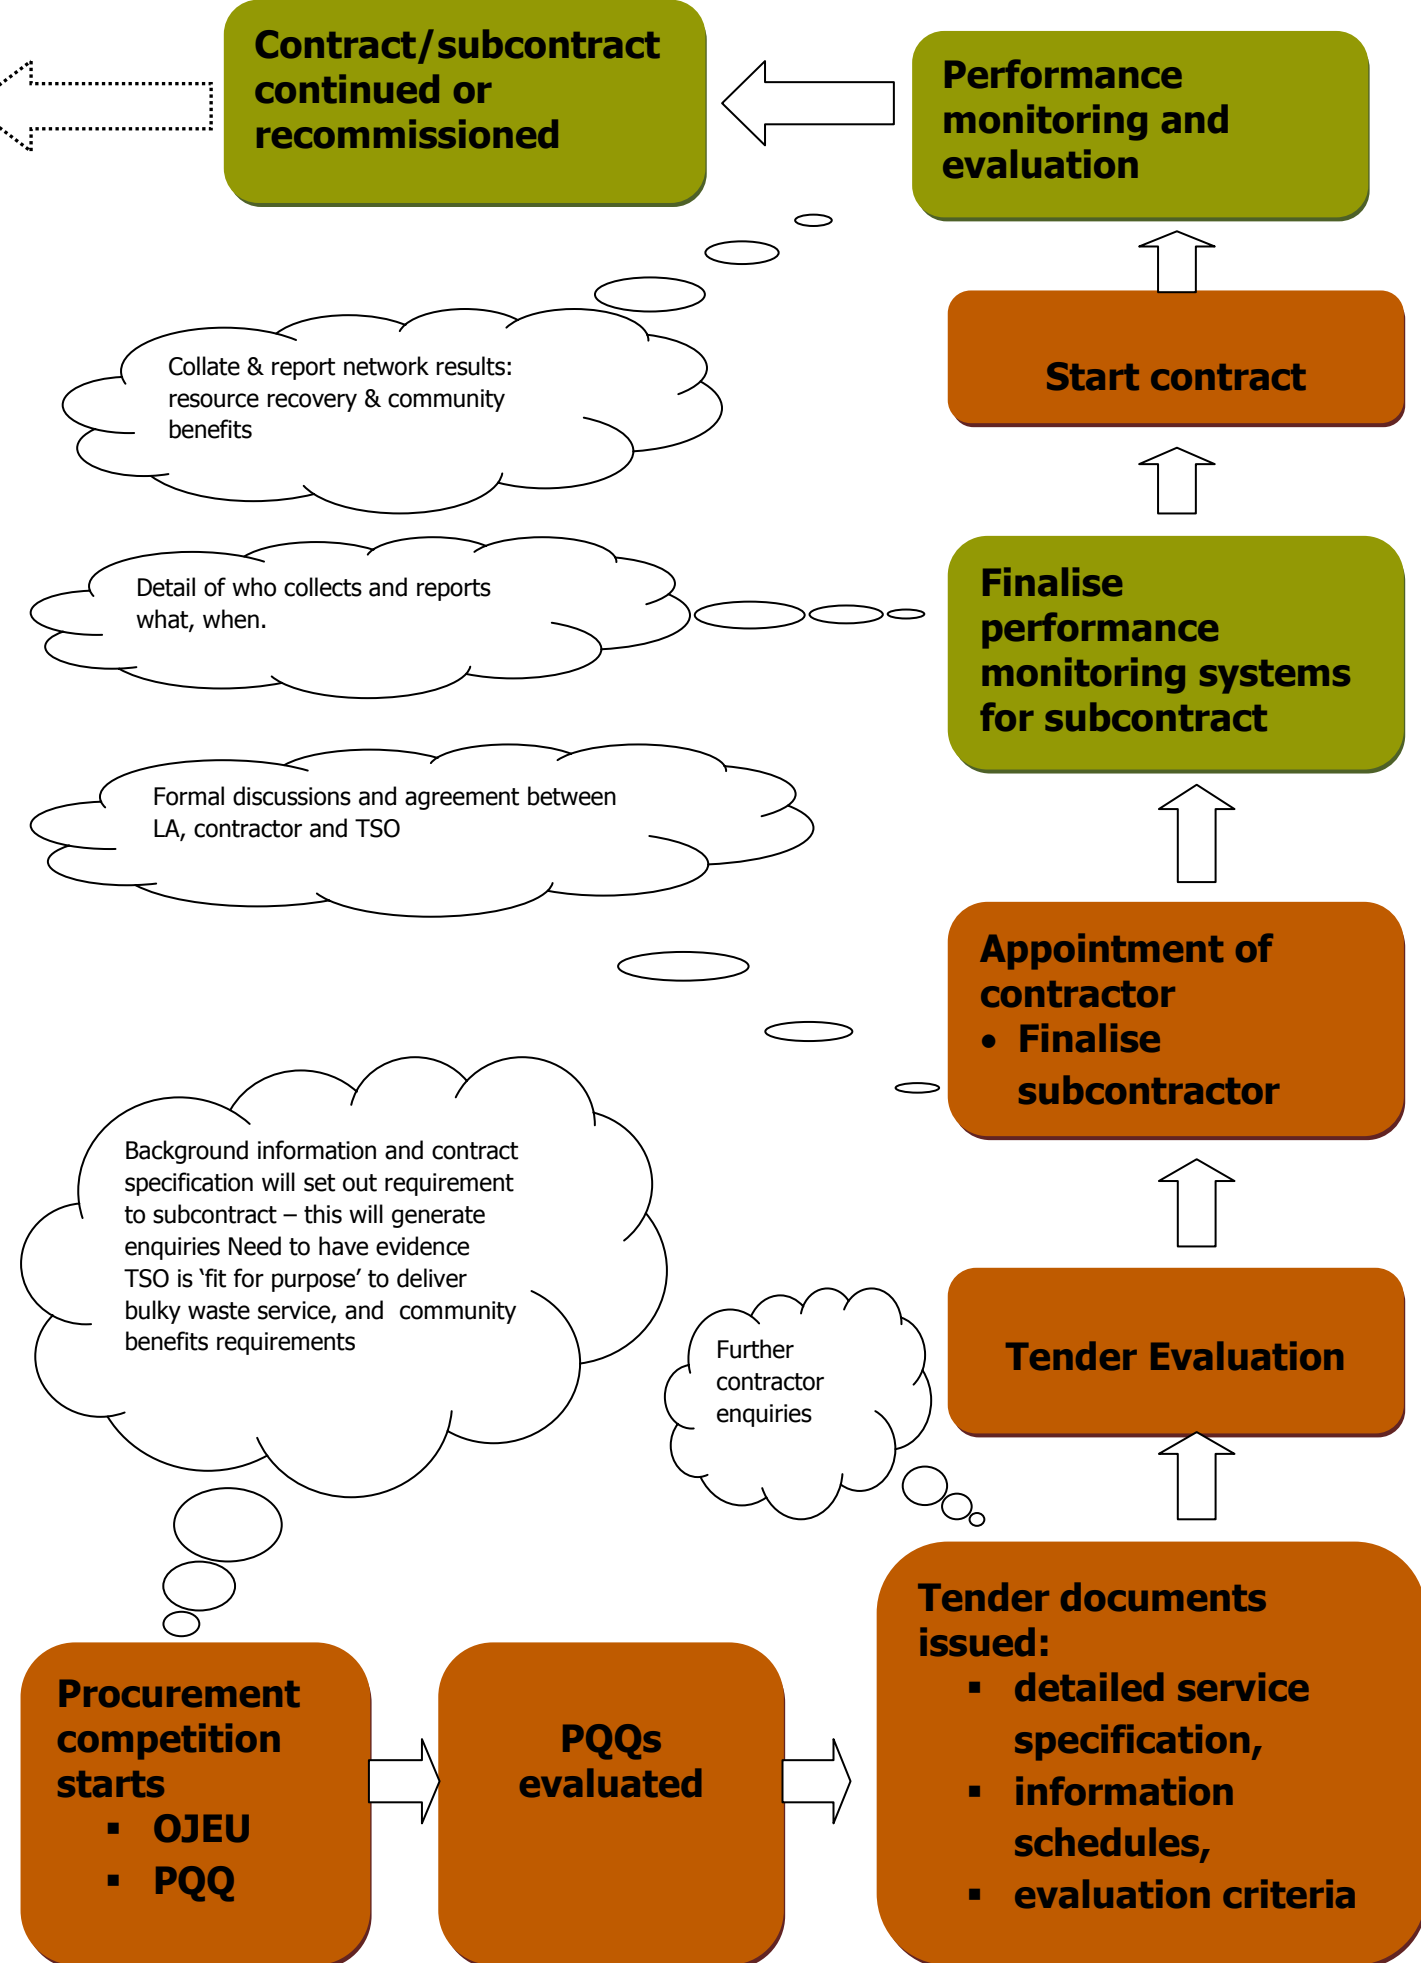 Contract/subcontract
continued or
recommissioned
Performance
monitoring and
evaluation
Collate & report network results:
resource recovery & community
benefits
Start contract
Detail of who collects and reports
what, when.
Finalise
performance
monitoring systems
for subcontract
Formal discussions and agreement between
LA, contractor and TSO
Appointment of
contractor
• Finalise
subcontractor
Background information and contract
specification will set out requirement
to subcontract – this will generate
enquiries Need to have evidence
TSO is ‘fit for purpose’ to deliver
bulky waste service, and community
benefits requirements
Further
contractor
enquiries
Tender Evaluation
Procurement
competition
starts
▪ OJEU
▪ PQQ
PQQs
evaluated
Tender documents
issued:
▪ detailed service
specification,
▪ information
schedules,
▪ evaluation criteria